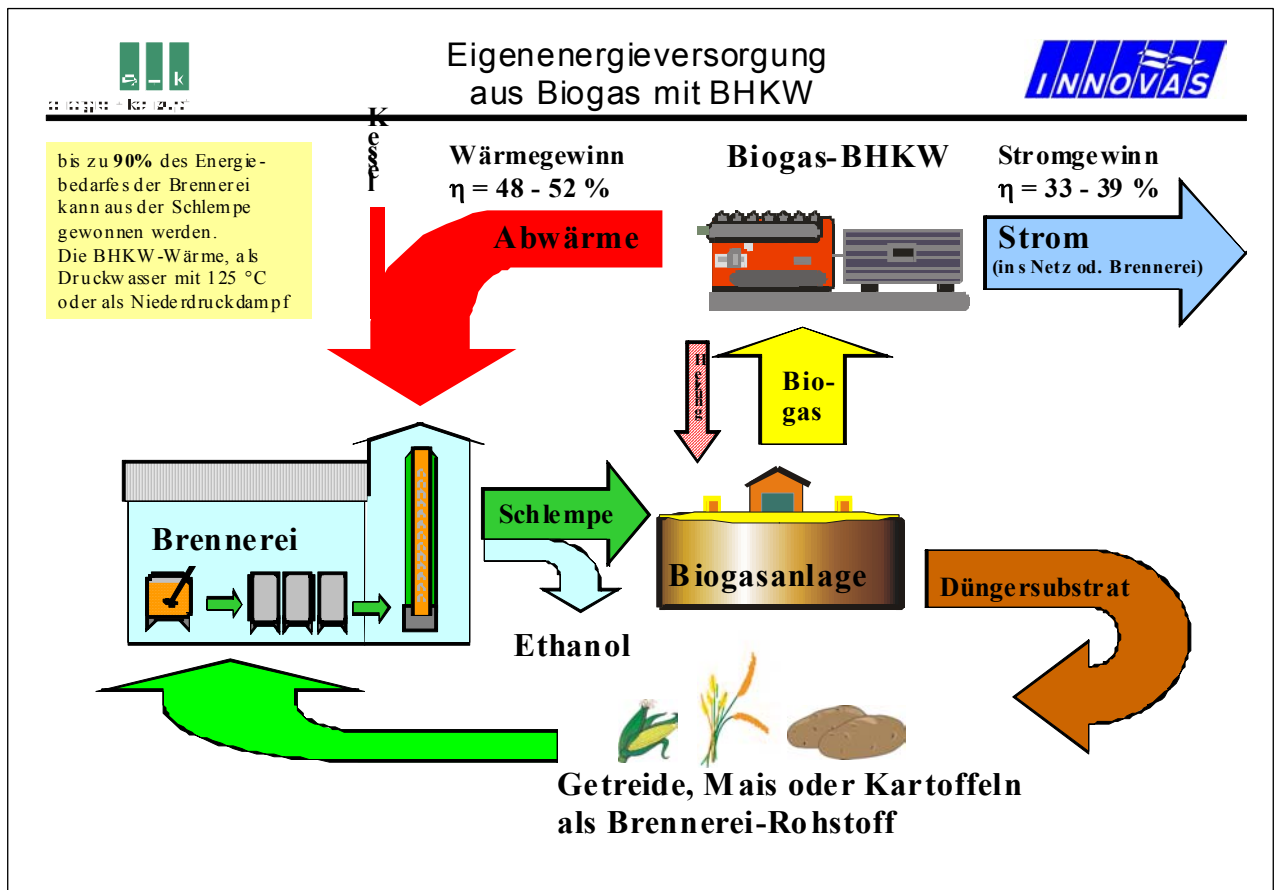 Eigenenergieversorgung
aus Biogas mit BHKW
INNOVAS
Kessel
bis zu 90% des Energie-
bedarfes der Brennerei
kann aus der Schlempe
gewonnen werden.
Die BHKW-Wärme, als
Druckwasser mit 125 °C
oder als Niederdruckdampf
Wärmegewinn
η = 48 - 52 %
Biogas-BHKW
Stromgewinn
η = 33 - 39 %
Abwärme
Strom
(ins Netz od. Brennerei)
Heizung
Bio-
gas
Schlempe
Brennerei
Biogasanlage
Düngersubstrat
Ethanol
Getreide, Mais oder Kartoffeln
als Brennerei-Rohstoff